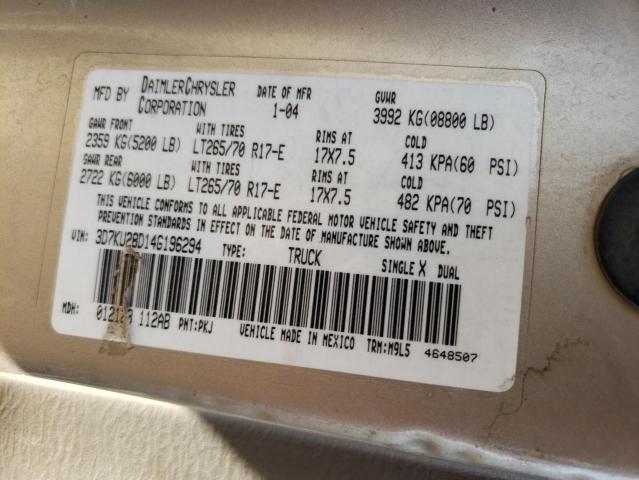 MFD BY DAIMLERCHRYSLER CORPORATION DATE OF MFR 1-04 GVWR 3992 KG(08800 LB)
GAWR FRONT WITH TIRES RIMS AT COLD
2359 KG(5200 LB) LT265/70 R17-E 17X7.5 413 KPA(60 PSI)
GAWR REAR WITH TIRES RIMS AT COLD
2722 KG(6000 LB) LT265/70 R17-E 17X7.5 482 KPA(70 PSI)
THIS VEHICLE CONFORMS TO ALL APPLICABLE FEDERAL MOTOR VEHICLE SAFETY AND THEFT
PREVENTION STANDARDS IN EFFECT ON THE DATE OF MANUFACTURE SHOWN ABOVE.
VIN: 3D7KU28D14G196294 TYPE: TRUCK SINGLE X DUAL
MDH: 112AB PNT:PKJ VEHICLE MADE IN MEXICO TRM:M9L5 4648507